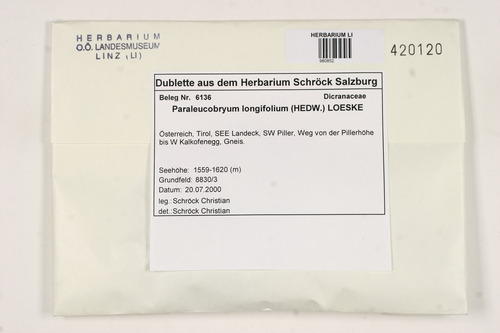 HERBARIUM
O.Ö. LANDESMUSEUM
LINZ (LI)
HERBARIUM LI
980852
420120
Dublette aus dem Herbarium Schröck Salzburg
Beleg Nr. 6136 Dicranaceae
Paraleucobryum longifolium (HEDW.) LOESKE
Österreich, Tirol, SEE Landeck, SW Piller, Weg von der Pillerhöhe
bis W Kalkofenegg, Gneis.
Seehöhe: 1559-1620 (m)
Grundfeld: 8830/3
Datum: 20.07.2000
leg.: Schröck Christian
det.: Schröck Christian